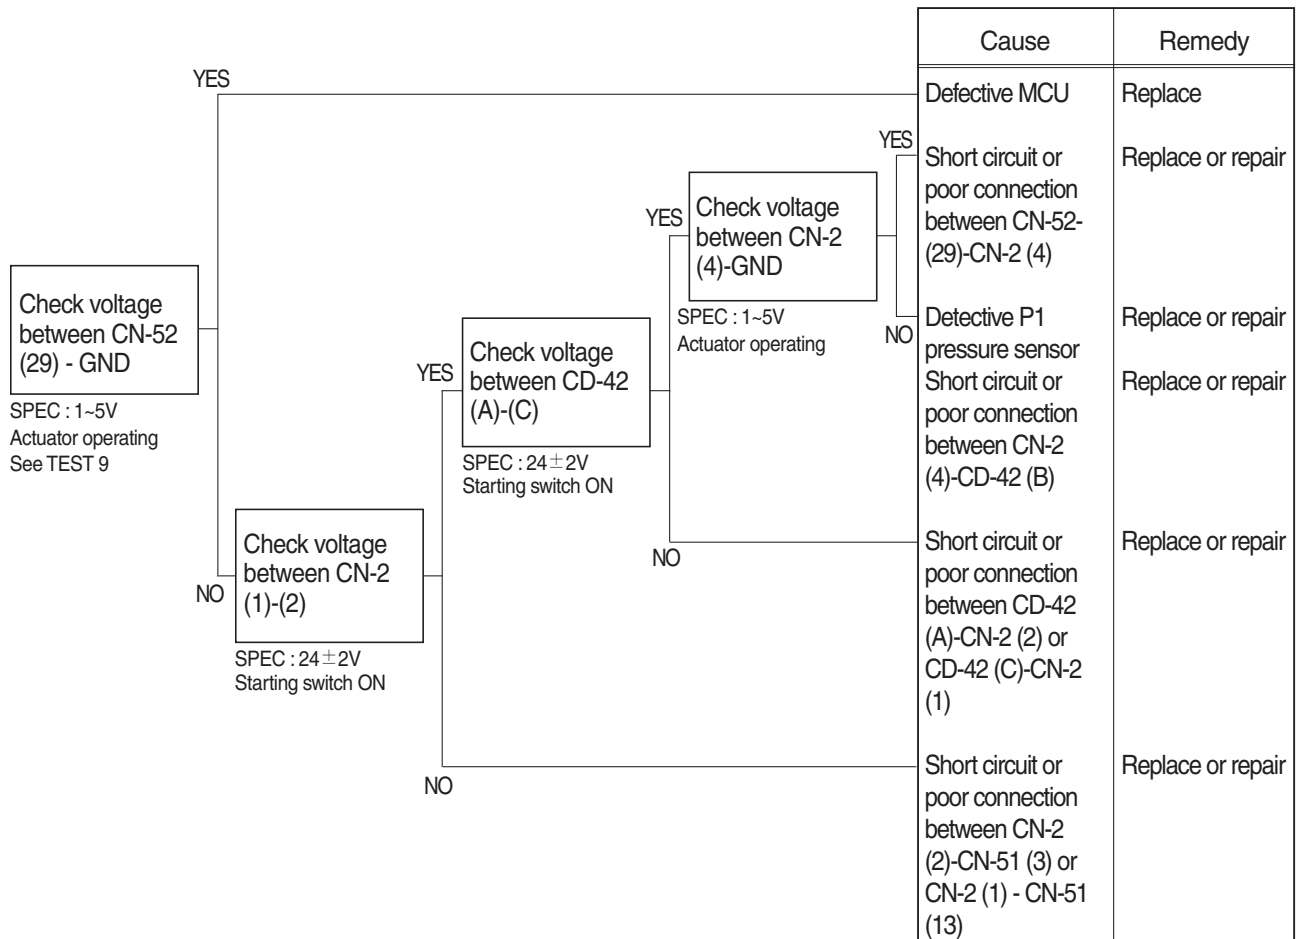 Cause
Remedy
YES
Defective MCU
Replace
YES
Short circuit or
poor connection
between CN-52-
(29)-CN-2 (4)
Replace or repair
YES
Check voltage
between CN-2
(4)-GND
SPEC : 1~5V
Actuator operating
NO
Detective P1
pressure sensor
Replace or repair
Short circuit or
poor connection
between CN-2
(4)-CD-42 (B)
Replace or repair
Check voltage
between CN-52
(29) - GND
SPEC : 1~5V
Actuator operating
See TEST 9
YES
Check voltage
between CD-42
(A)-(C)
SPEC : 24±2V
Starting switch ON
NO
Short circuit or
poor connection
between CD-42
(A)-CN-2 (2) or
CD-42 (C)-CN-2
(1)
Replace or repair
NO
Check voltage
between CN-2
(1)-(2)
SPEC : 24±2V
Starting switch ON
NO
Short circuit or
poor connection
between CN-2
(2)-CN-51 (3) or
CN-2 (1) - CN-51
(13)
Replace or repair